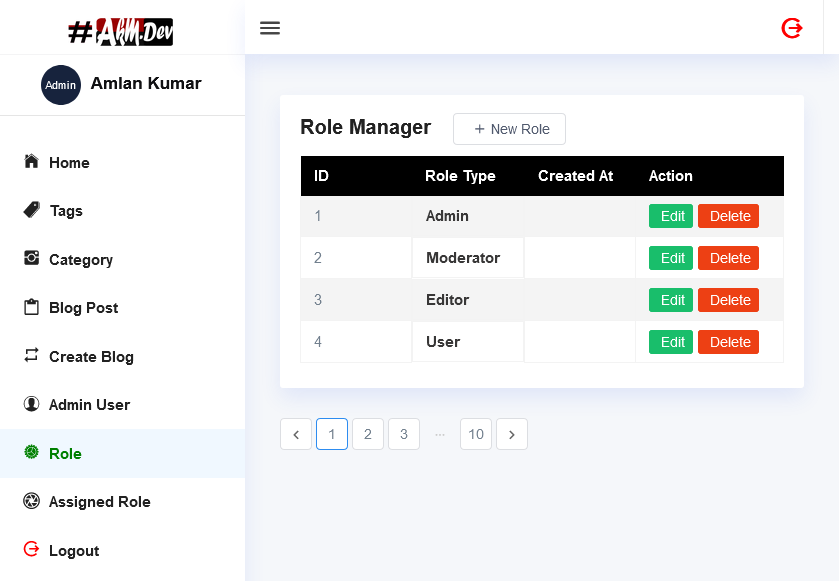 #AkM.Dev
Admin Amlan Kumar
Home
Tags
Category
Blog Post
Create Blog
Admin User
Role
Assigned Role
Logout
Role Manager + New Role
ID Role Type Created At Action
1 Admin Edit Delete
2 Moderator Edit Delete
3 Editor Edit Delete
4 User Edit Delete
1 2 3 ··· 10